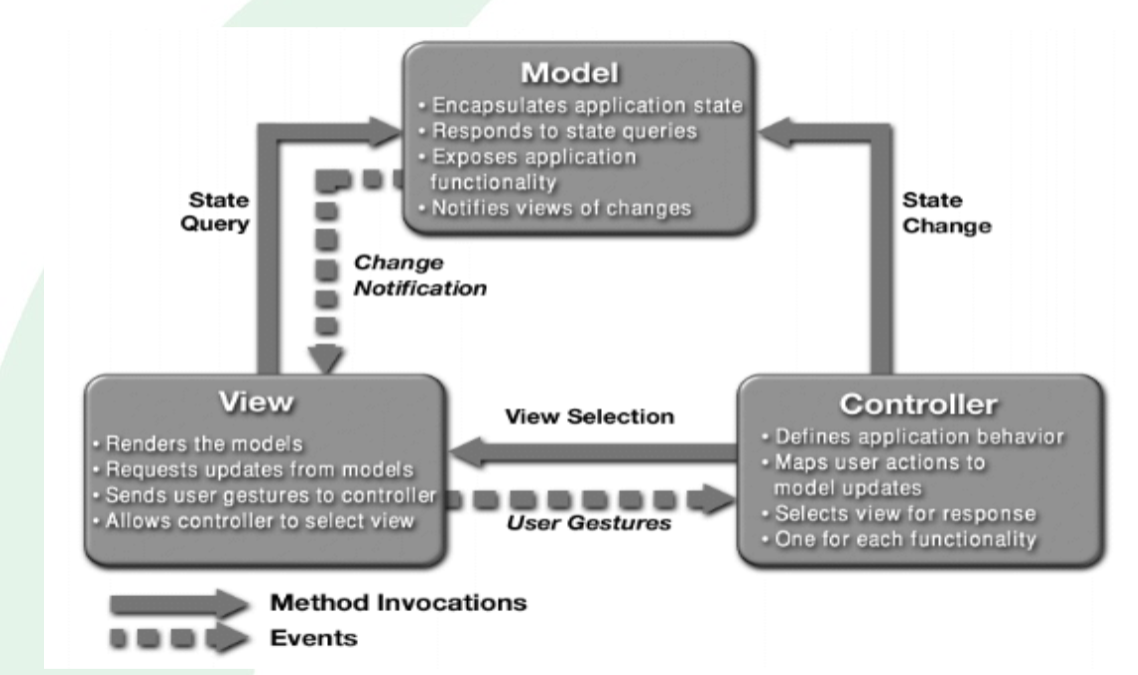 Model
• Encapsulates application state
• Responds to state queries
• Exposes application
functionality
• Notifies views of changes
State
Query
Change
Notification
State
Change
View
• Renders the models
• Requests updates from models
• Sends user gestures to controller
• Allows controller to select view
View Selection
User Gestures
Controller
• Defines application behavior
• Maps user actions to
model updates
• Selects view for response
• One for each functionality
Method Invocations
Events